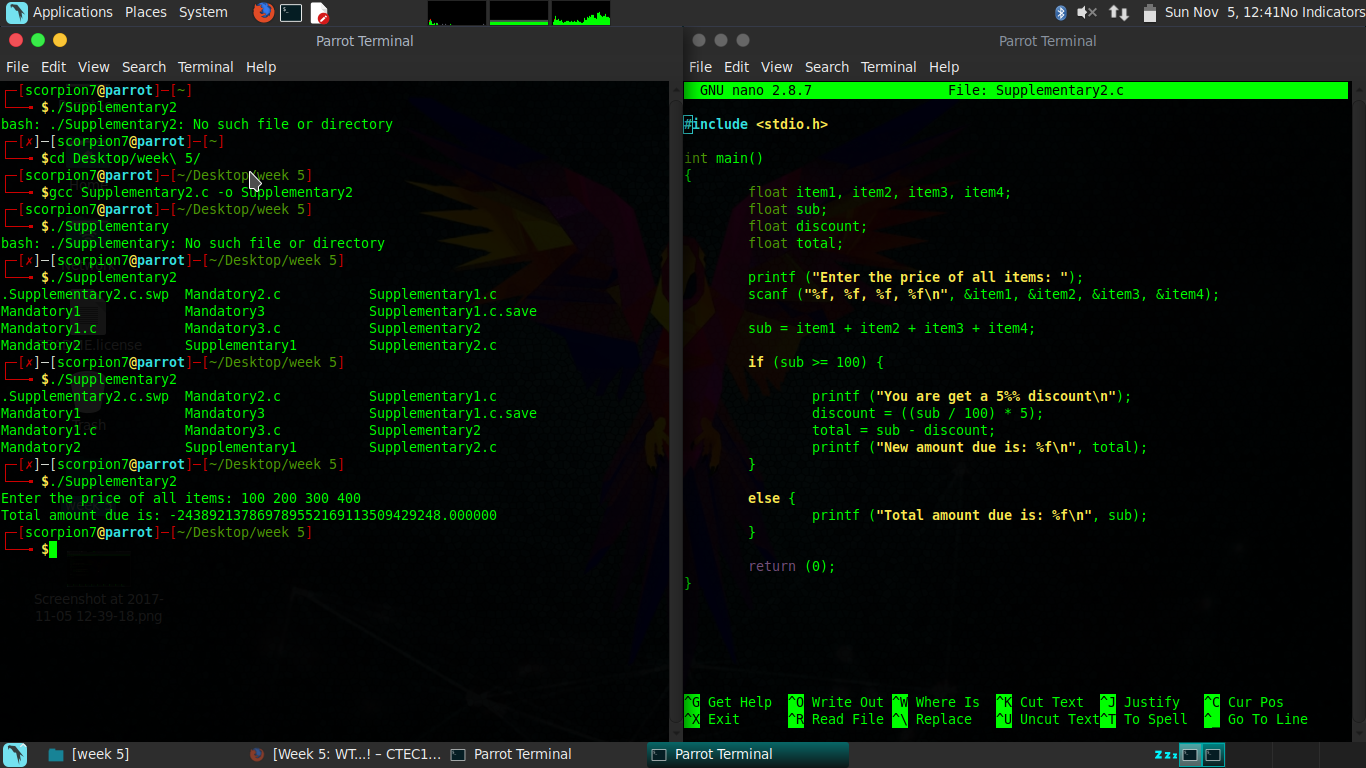 Applications Places System
Sun Nov 5, 12:41 No Indicators
Parrot Terminal
File Edit View Search Terminal Help
┌─[scorpion7@parrot]─[~]
└──╼ $./Supplementary2
bash: ./Supplementary2: No such file or directory
┌─[✗]─[scorpion7@parrot]─[~]
└──╼ $cd Desktop/week\ 5/
┌─[scorpion7@parrot]─[~/Desktop/week 5]
└──╼ $gcc Supplementary2.c -o Supplementary2
┌─[scorpion7@parrot]─[~/Desktop/week 5]
└──╼ $./Supplementary
bash: ./Supplementary: No such file or directory
┌─[✗]─[scorpion7@parrot]─[~/Desktop/week 5]
└──╼ $./Supplementary2
.Supplementary2.c.swp Mandatory2.c Supplementary1.c
Mandatory1 Mandatory3 Supplementary1.c.save
Mandatory1.c Mandatory3.c Supplementary2
Mandatory2 Supplementary1 Supplementary2.c
┌─[✗]─[scorpion7@parrot]─[~/Desktop/week 5]
└──╼ $./Supplementary2
.Supplementary2.c.swp Mandatory2.c Supplementary1.c
Mandatory1 Mandatory3 Supplementary1.c.save
Mandatory1.c Mandatory3.c Supplementary2
Mandatory2 Supplementary1 Supplementary2.c
┌─[✗]─[scorpion7@parrot]─[~/Desktop/week 5]
└──╼ $./Supplementary2
Enter the price of all items: 100 200 300 400
Total amount due is: -243892137869789552169113509429248.000000
┌─[scorpion7@parrot]─[~/Desktop/week 5]
└──╼ $
Screenshot at 2017-
11-05 12-39-18.png
Parrot Terminal
File Edit View Search Terminal Help
GNU nano 2.8.7 File: Supplementary2.c
#include <stdio.h>
int main()
{
float item1, item2, item3, item4;
float sub;
float discount;
float total;
printf ("Enter the price of all items: ");
scanf ("%f, %f, %f, %f\n", &item1, &item2, &item3, &item4);
sub = item1 + item2 + item3 + item4;
if (sub >= 100) {
printf ("You are get a 5%% discount\n");
discount = ((sub / 100) * 5);
total = sub - discount;
printf ("New amount due is: %f\n", total);
}
else {
printf ("Total amount due is: %f\n", sub);
}
return (0);
}
^G Get Help ^O Write Out ^W Where Is ^K Cut Text ^J Justify ^C Cur Pos
^X Exit ^R Read File ^\ Replace ^U Uncut Text ^T To Spell ^_ Go To Line
[week 5] [Week 5: WT...! – CTEC1... Parrot Terminal Parrot Terminal
zzz